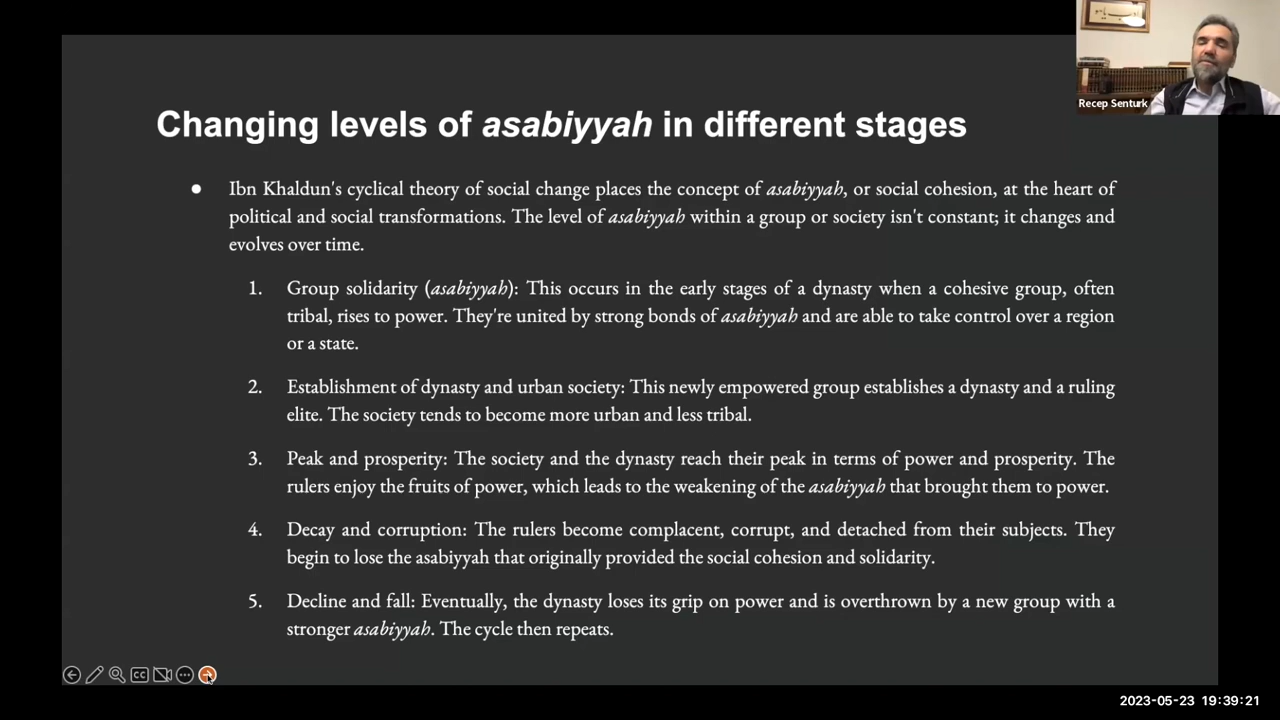 Recep Senturk
Changing levels of asabiyyah in different stages
● Ibn Khaldun's cyclical theory of social change places the concept of asabiyyah, or social cohesion, at the heart of
political and social transformations. The level of asabiyyah within a group or society isn't constant; it changes and
evolves over time.
1. Group solidarity (asabiyyah): This occurs in the early stages of a dynasty when a cohesive group, often
tribal, rises to power. They're united by strong bonds of asabiyyah and are able to take control over a region
or a state.
2. Establishment of dynasty and urban society: This newly empowered group establishes a dynasty and a ruling
elite. The society tends to become more urban and less tribal.
3. Peak and prosperity: The society and the dynasty reach their peak in terms of power and prosperity. The
rulers enjoy the fruits of power, which leads to the weakening of the asabiyyah that brought them to power.
4. Decay and corruption: The rulers become complacent, corrupt, and detached from their subjects. They
begin to lose the asabiyyah that originally provided the social cohesion and solidarity.
5. Decline and fall: Eventually, the dynasty loses its grip on power and is overthrown by a new group with a
stronger asabiyyah. The cycle then repeats.
CC
2023-05-23 19:39:21